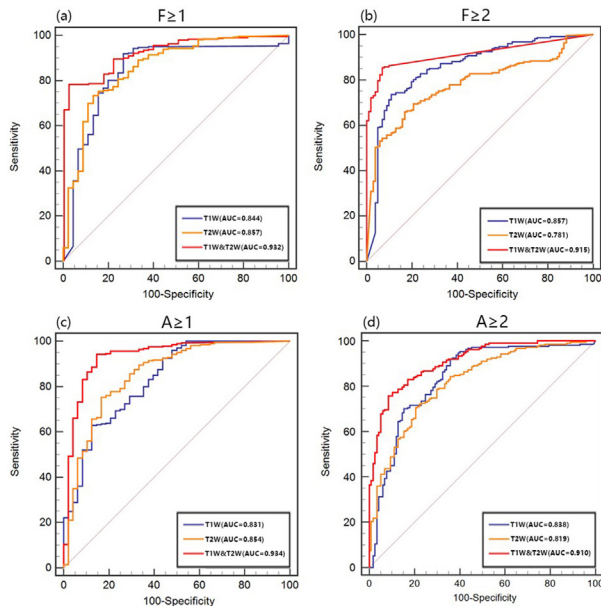 (a) F≥1
100
80
60
40
20
0
Sensitivity
T1W(AUC=0.844)
T2W(AUC=0.857)
T1W&T2W(AUC=0.932)
0 20 40 60 80 100
100-Specificity
(b) F≥2
100
80
60
40
20
0
Sensitivity
T1W(AUC=0.857)
T2W(AUC=0.781)
T1W&T2W(AUC=0.915)
0 20 40 60 80 100
100-Specificity
(c) A≥1
100
80
60
40
20
0
Sensitivity
T1W(AUC=0.831)
T2W(AUC=0.854)
T1W&T2W(AUC=0.934)
0 20 40 60 80 100
100-Specificity
(d) A≥2
100
80
60
40
20
0
Sensitivity
T1W(AUC=0.838)
T2W(AUC=0.819)
T1W&T2W(AUC=0.910)
0 20 40 60 80 100
100-Specificity